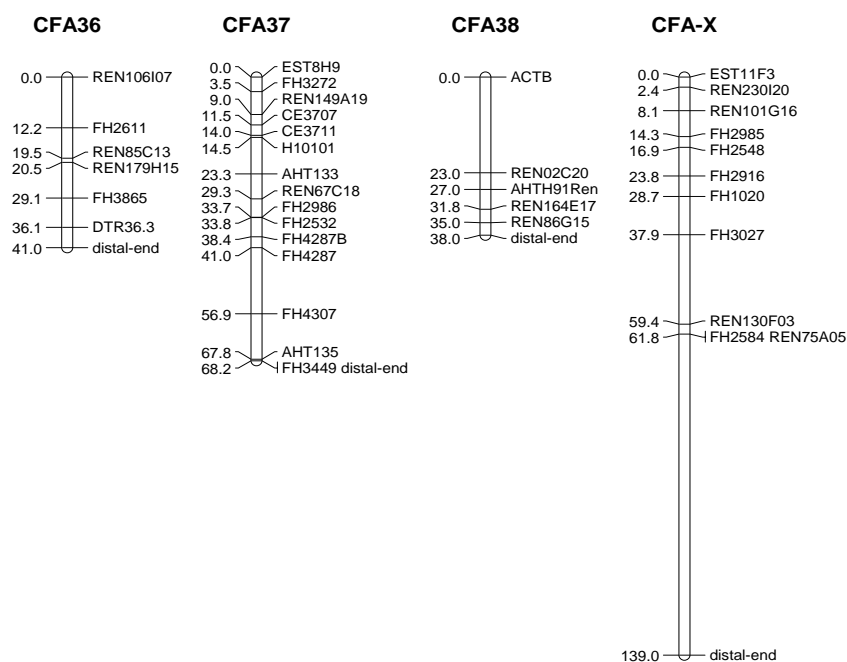 CFA36
0.0 REN106I07
12.2 FH2611
19.5 REN85C13
20.5 REN179H15
29.1 FH3865
36.1 DTR36.3
41.0 distal-end
CFA37
0.0 EST8H9
3.5 FH3272
9.0 REN149A19
11.5 CE3707
14.0 CE3711
14.5 H10101
23.3 AHT133
29.3 REN67C18
33.7 FH2986
33.8 FH2532
38.4 FH4287B
41.0 FH4287
56.9 FH4307
67.8 AHT135
68.2 FH3449 distal-end
CFA38
0.0 ACTB
23.0 REN02C20
27.0 AHTH91Ren
31.8 REN164E17
35.0 REN86G15
38.0 distal-end
CFA-X
0.0 EST11F3
2.4 REN230I20
8.1 REN101G16
14.3 FH2985
16.9 FH2548
23.8 FH2916
28.7 FH1020
37.9 FH3027
59.4 REN130F03
61.8 FH2584 REN75A05
139.0 distal-end